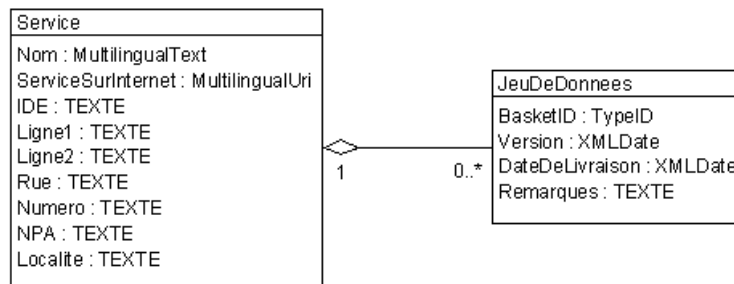 Service
Nom : MultilingualText
ServiceSurInternet : MultilingualUri
IDE : TEXTE
Ligne1 : TEXTE
Ligne2 : TEXTE
Rue : TEXTE
Numero : TEXTE
NPA : TEXTE
Localite : TEXTE
1
0..*
JeuDeDonnees
BasketID : TypeID
Version : XMLDate
DateDeLivraison : XMLDate
Remarques : TEXTE